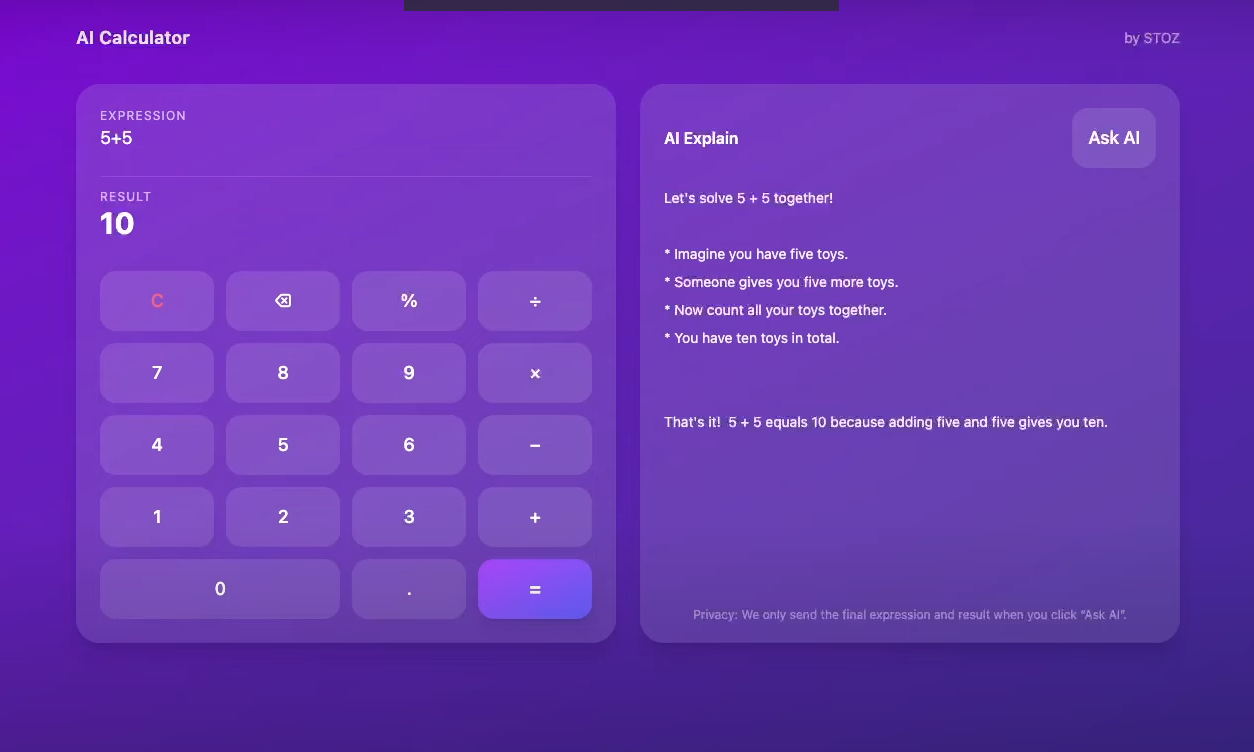 AI Calculator
by STOZ
EXPRESSION
5+5
RESULT
10
C
%
÷
7
8
9
×
4
5
6
−
1
2
3
+
0
.
=
AI Explain
Ask AI
Let's solve 5 + 5 together!
* Imagine you have five toys.
* Someone gives you five more toys.
* Now count all your toys together.
* You have ten toys in total.
That's it!  5 + 5 equals 10 because adding five and five gives you ten.
Privacy: We only send the final expression and result when you click “Ask AI”.